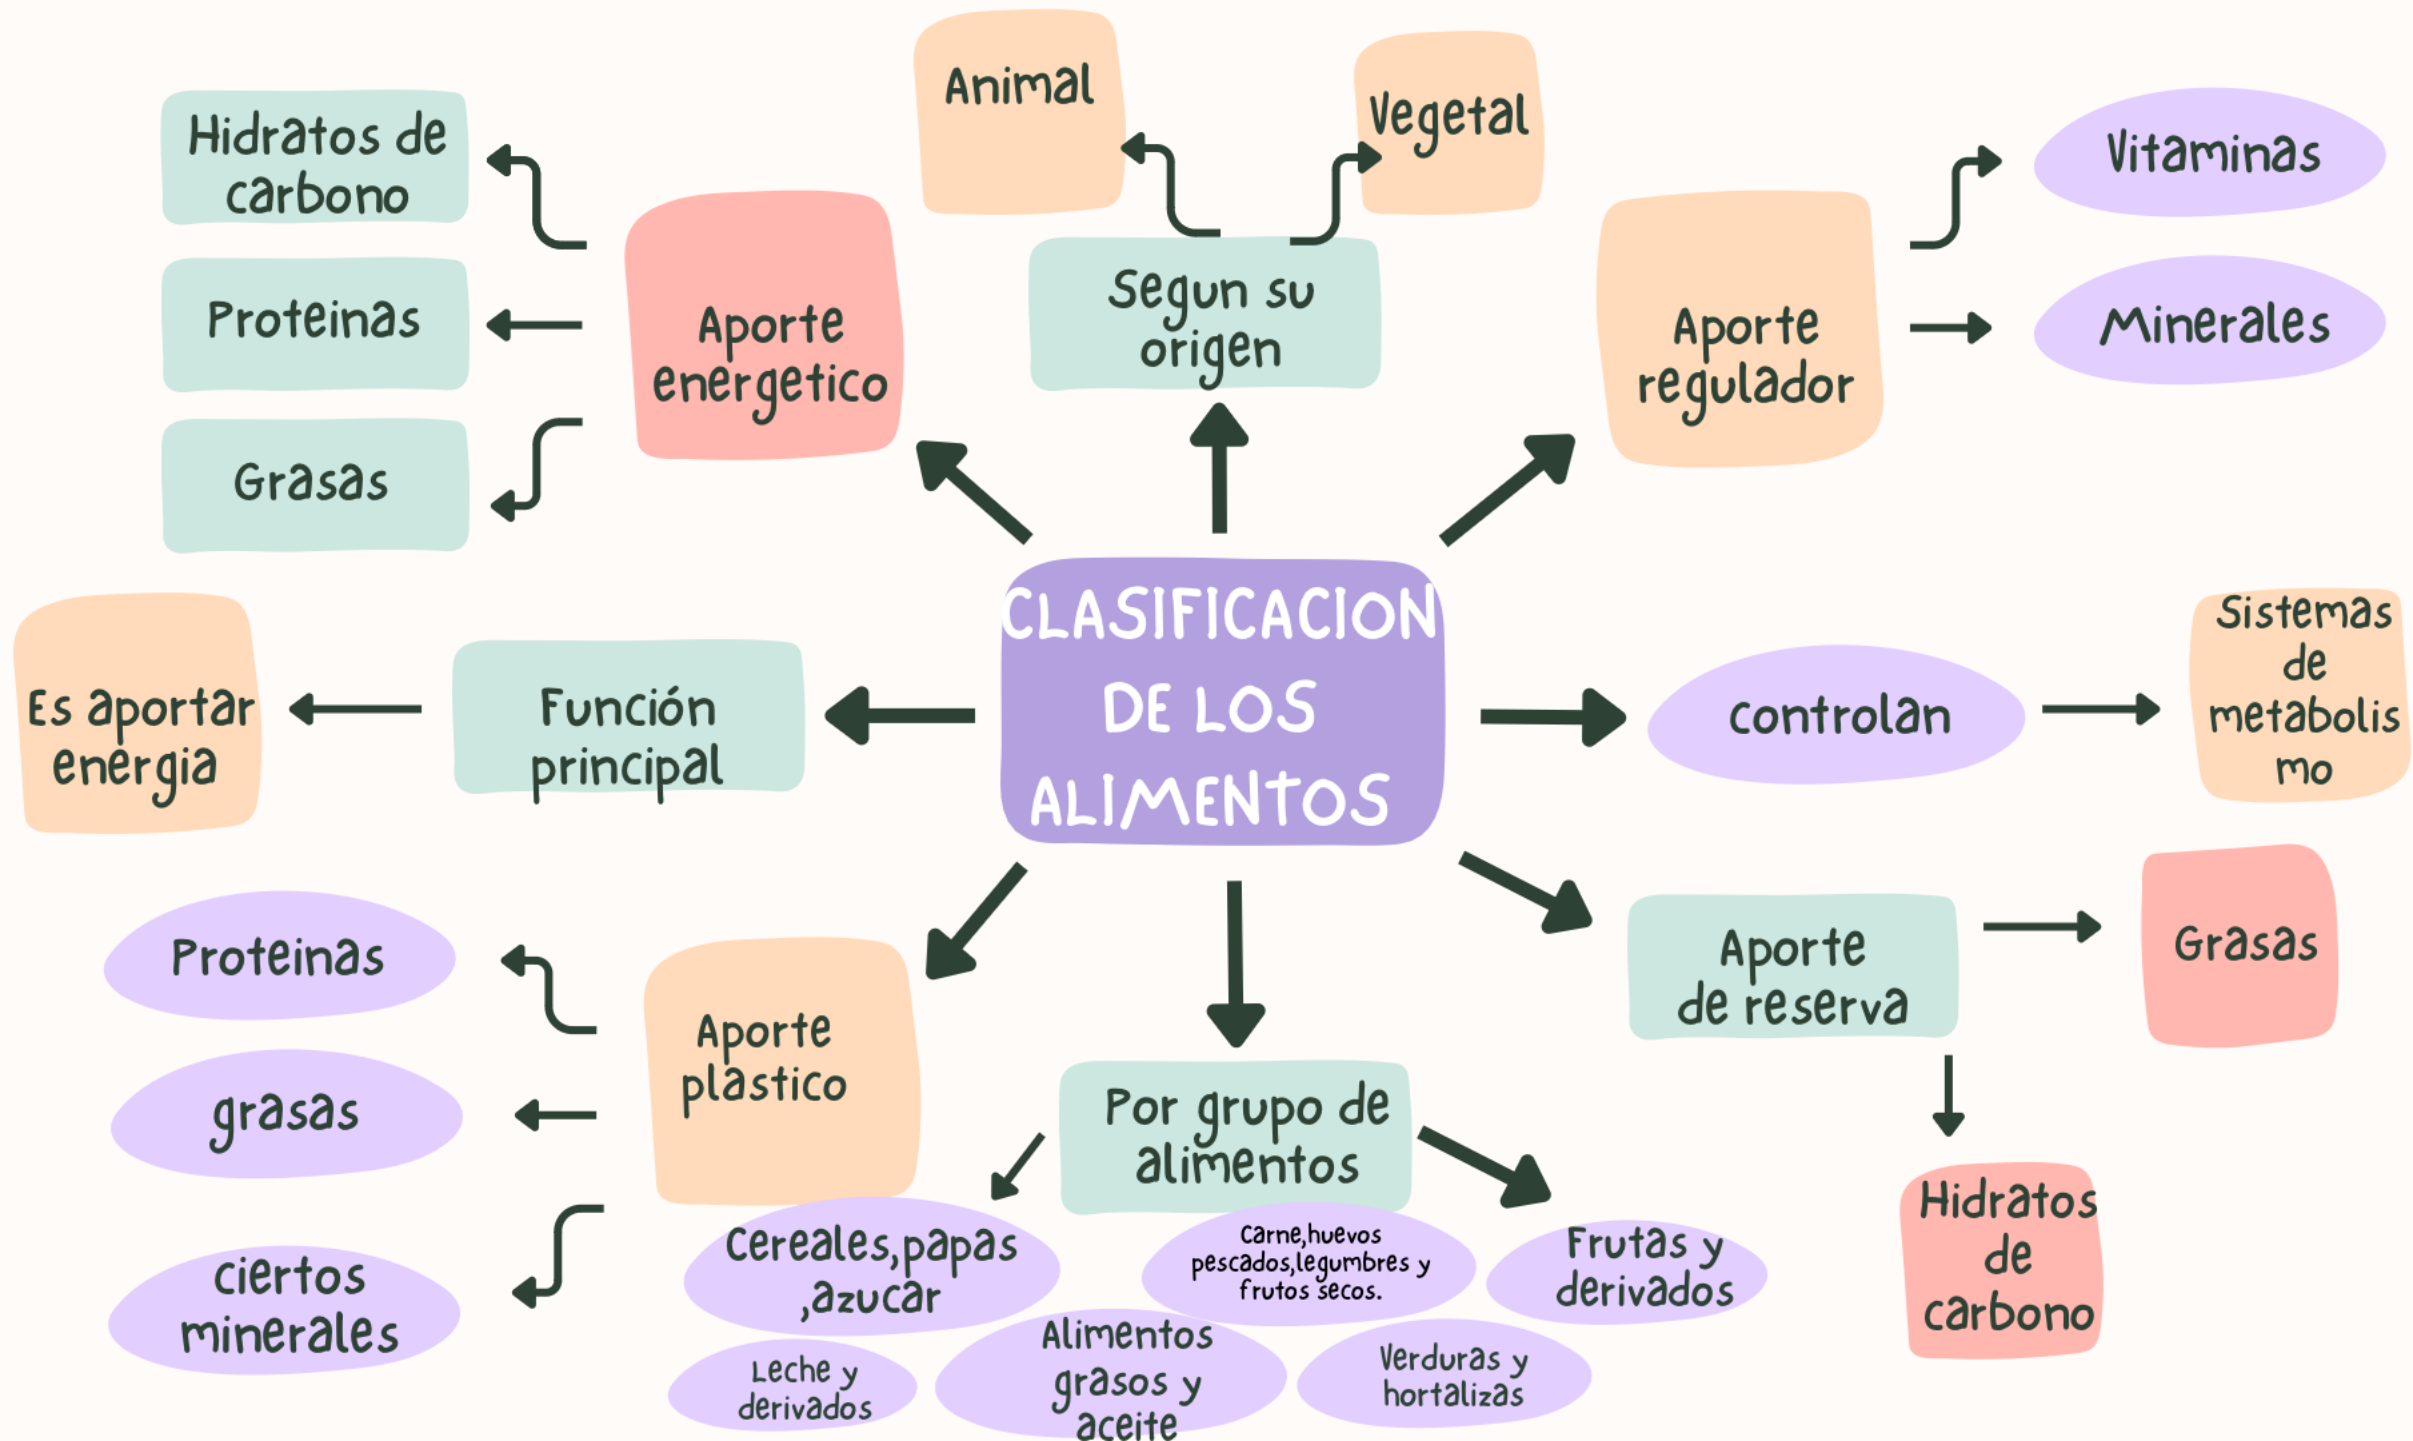 Animal
Vegetal
Segun su
origen
Hidratos de
carbono
Proteinas
Grasas
Aporte
energetico
Aporte
regulador
Vitaminas
Minerales
CLASIFICACION
DE LOS
ALIMENTOS
Función
principal
Es aportar
energia
controlan
Sistemas
de
metabolis
mo
Proteinas
grasas
ciertos
minerales
Aporte
plastico
Por grupo de
alimentos
Cereales,papas
,azucar
Carne,huevos
pescados,legumbres y
frutos secos.
Frutas y
derivados
Leche y
derivados
Alimentos
grasos y
aceite
Verduras y
hortalizas
Aporte
de reserva
Grasas
Hidratos
de
carbono